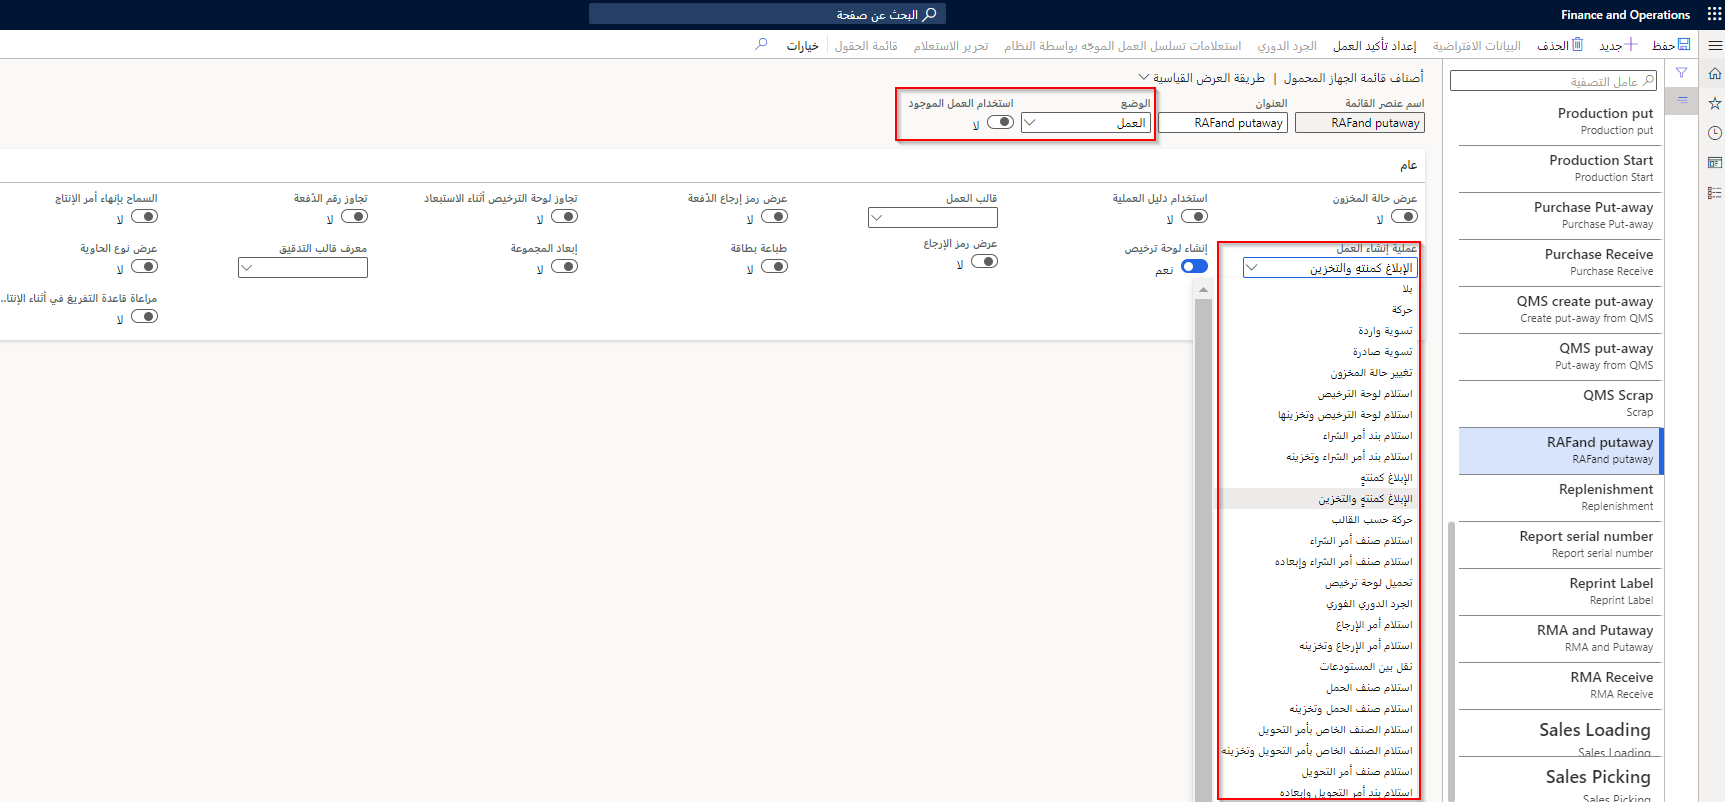 Finance and Operations
البحث عن صفحة
حفظ
جديد
الحذف
البيانات الافتراضية
إعداد تأكيد العمل
استعلامات تسلسل العمل الموجّه بواسطة النظام
الجرد الدوري
تحرير الاستعلام
قائمة الحقول
خيارات
عامل التصفية
Production put
Production put
Production Start
Production Start
Purchase Put-away
Purchase Put-away
Purchase Receive
Purchase Receive
QMS create put-away
Create put-away from QMS
QMS put-away
Put-away from QMS
QMS Scrap
Scrap
RAFand putaway
RAFand putaway
Replenishment
Replenishment
Report serial number
Report serial number
Reprint Label
Reprint Label
RMA and Putaway
RMA and Putaway
RMA Receive
RMA Receive
Sales Loading
Sales Loading
Sales Picking
Sales Picking
أصناف قائمة الجهاز المحمول | طريقة العرض القياسية
اسم عنصر القائمة
RAFand putaway
العنوان
RAFand putaway
الوضع
العمل
استخدام العمل الموجود
لا
عام
عرض حالة المخزون
لا
استخدام دليل العملية
لا
قالب العمل
عرض رمز إرجاع الدُفعة
لا
تجاوز لوحة الترخيص أثناء الاستبعاد
لا
تجاوز رقم الدُفعة
لا
السماح بإنهاء أمر الإنتاج
لا
عملية إنشاء العمل
الإبلاغ كمنتهٍ والتخزين
إنشاء لوحة ترخيص
نعم
عرض رمز الإرجاع
لا
طباعة بطاقة
لا
إبعاد المجموعة
لا
معرف قالب التدقيق
عرض نوع الحاوية
لا
مراعاة قاعدة التفريغ في أثناء الإنتا...
لا
بلا
حركة
تسوية واردة
تسوية صادرة
تغيير حالة المخزون
استلام لوحة الترخيص
استلام لوحة الترخيص وتخزينها
استلام بند أمر الشراء
استلام بند أمر الشراء وتخزينه
الإبلاغ كمنتهٍ
الإبلاغ كمنتهٍ والتخزين
حركة حسب القالب
استلام صنف أمر الشراء
استلام صنف أمر الشراء وإبعاده
تحميل لوحة ترخيص
الجرد الدوري الفوري
استلام أمر الإرجاع
استلام أمر الإرجاع وتخزينه
نقل بين المستودعات
استلام صنف الحمل
استلام صنف الحمل وتخزينه
استلام الصنف الخاص بأمر التحويل
استلام الصنف الخاص بأمر التحويل وتخزينه
استلام صنف أمر التحويل
استلام بند أمر التحويل وإبعاده